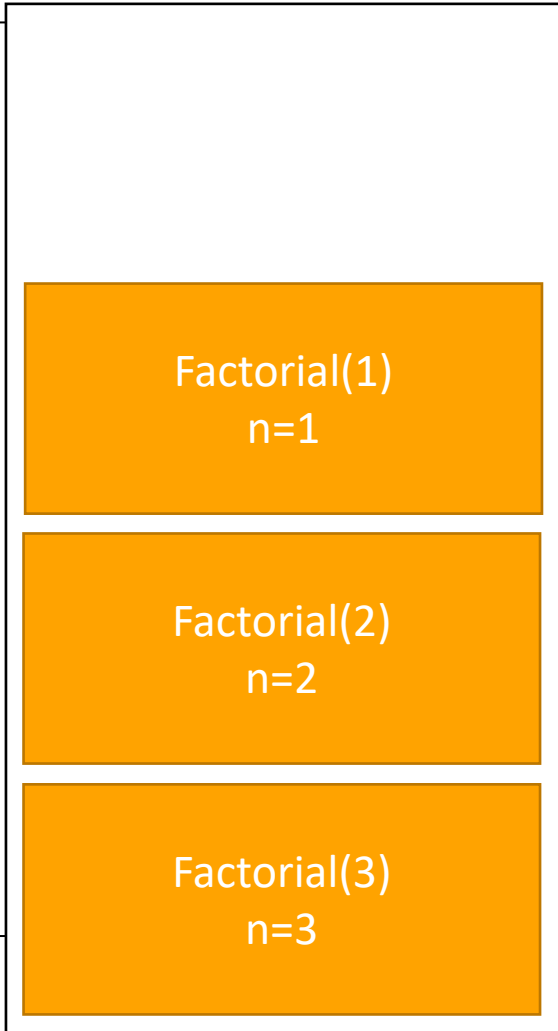 Factorial(1)
n=1
Factorial(2)
n=2
Factorial(3)
n=3